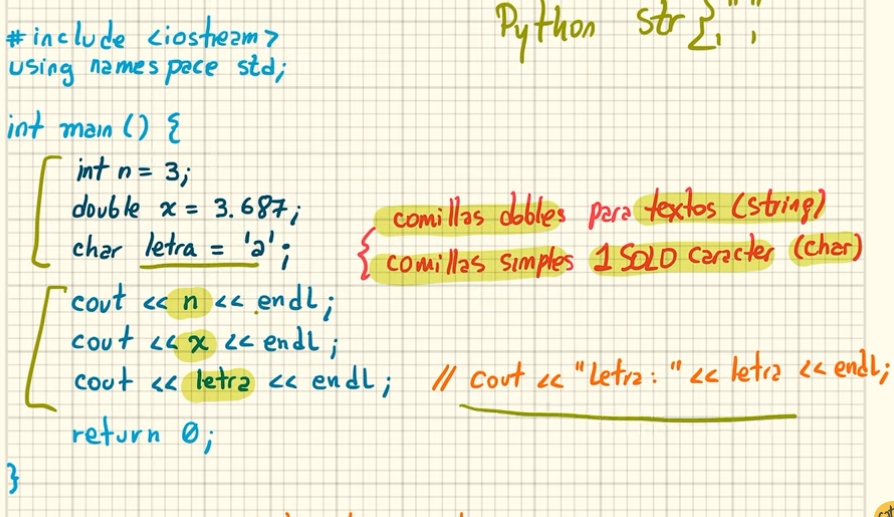 Python str {," ",
#include <iostream>
using namespace std;
int main () {
int n = 3;
double x = 3.687;
char letra = 'a';
comillas dobles para textos (string)
comillas simples 1 SOLO caracter (char)
cout << n << endl;
cout << x << endl;
cout << letra << endl; // cout << "Letra: " << letra << endl;
return 0;
}